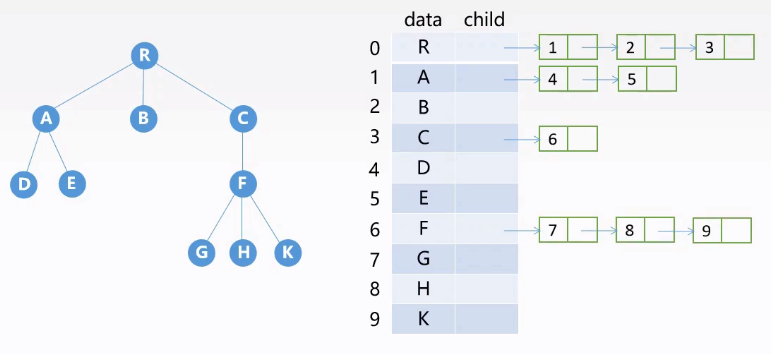 R
A B C
D E F
G H K
data child
0 R 1 2 3
1 A 4 5
2 B
3 C 6
4 D
5 E
6 F 7 8 9
7 G
8 H
9 K